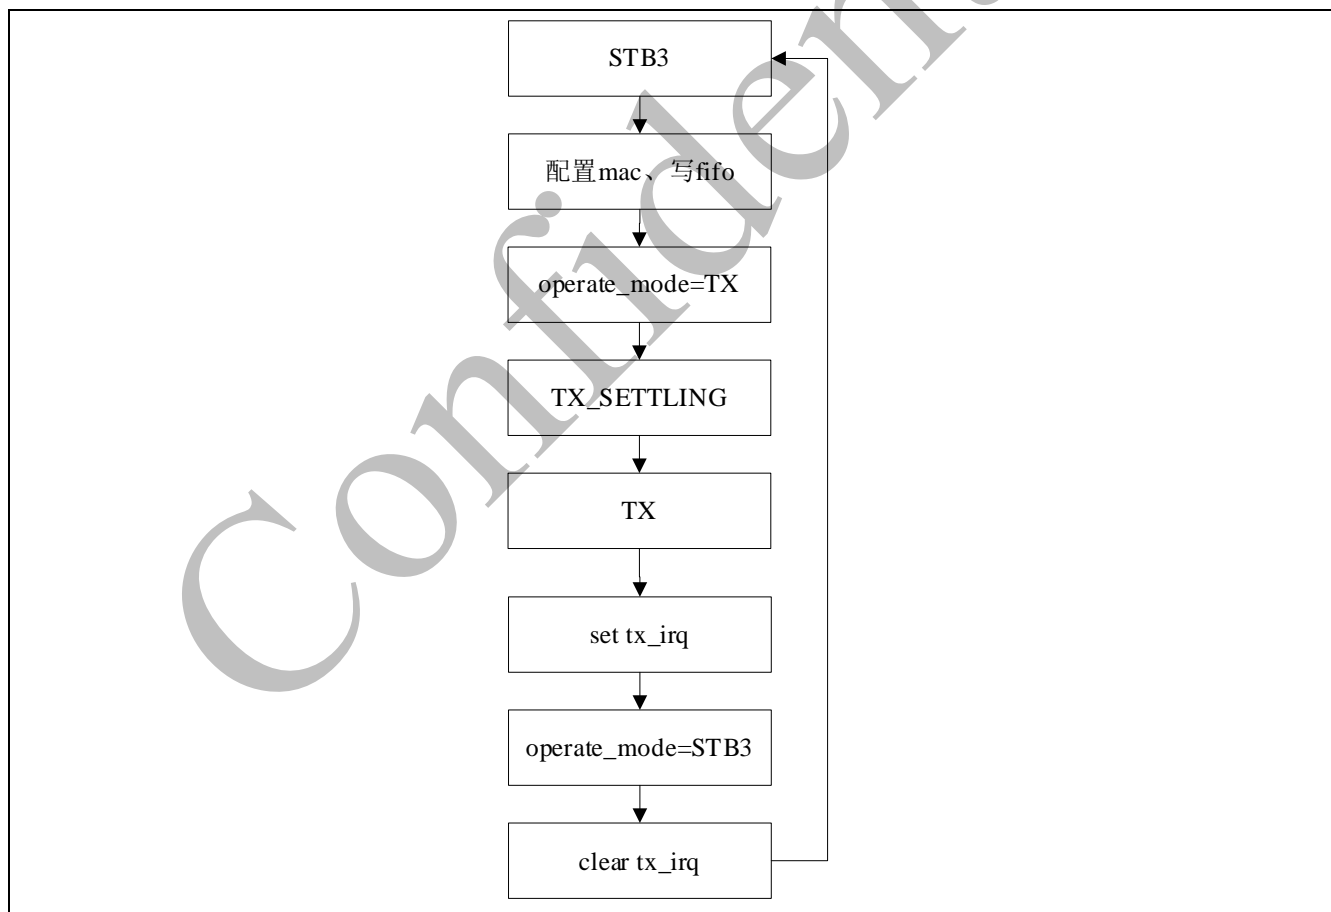 STB3
配置mac、写fifo
operate_mode=TX
TX_SETTLING
TX
set tx_irq
operate_mode=STB3
clear tx_irq